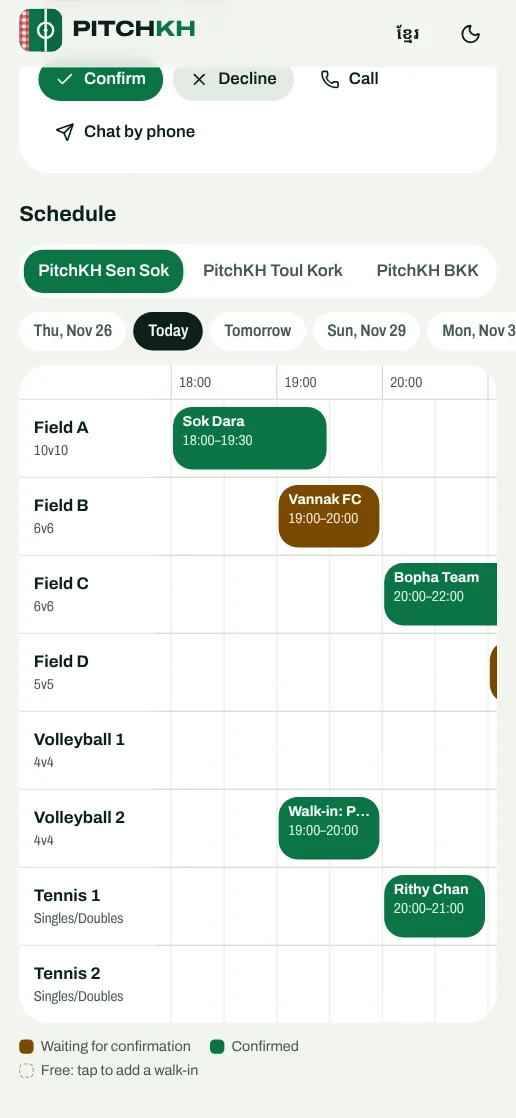 PITCHKH
ខ្មែរ
Confirm
Decline
Call
Chat by phone
Schedule
PitchKH Sen Sok
PitchKH Toul Kork
PitchKH BKK
Thu, Nov 26
Today
Tomorrow
Sun, Nov 29
Mon, Nov 3
18:00
19:00
20:00
Field A
10v10
Sok Dara
18:00–19:30
Field B
6v6
Vannak FC
19:00–20:00
Field C
6v6
Bopha Team
20:00–22:00
Field D
5v5
Volleyball 1
4v4
Volleyball 2
4v4
Walk-in: P...
19:00–20:00
Tennis 1
Singles/Doubles
Rithy Chan
20:00–21:00
Tennis 2
Singles/Doubles
Waiting for confirmation
Confirmed
Free: tap to add a walk-in